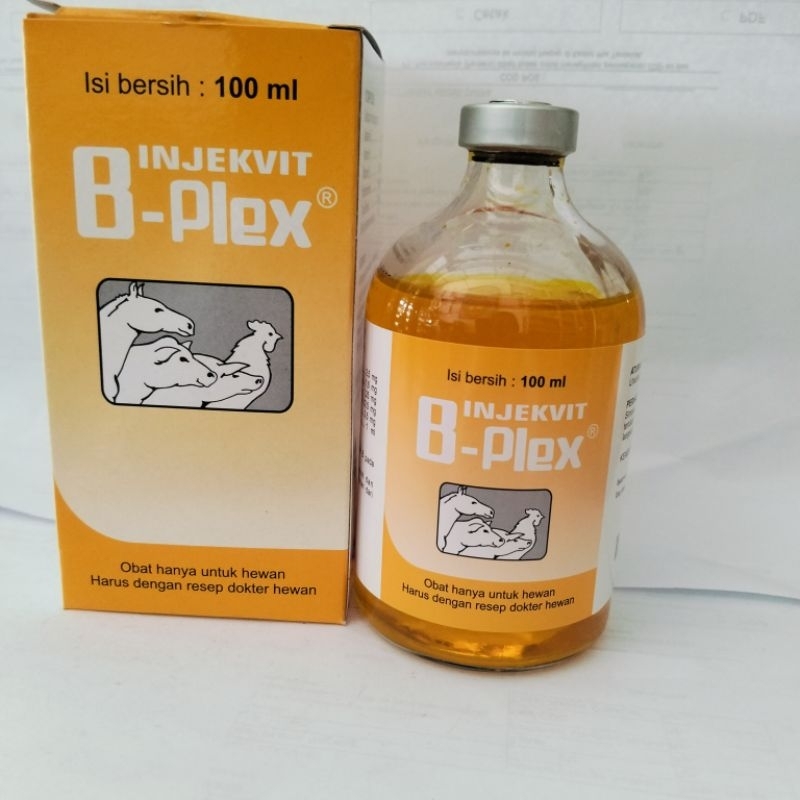 Isi bersih : 100 ml
INJEKVIT
B-Plex®
Obat hanya untuk hewan
Harus dengan resep dokter hewan
Isi bersih : 100 ml
INJEKVIT
B-Plex®
Obat hanya untuk hewan
Harus dengan resep dokter hewan